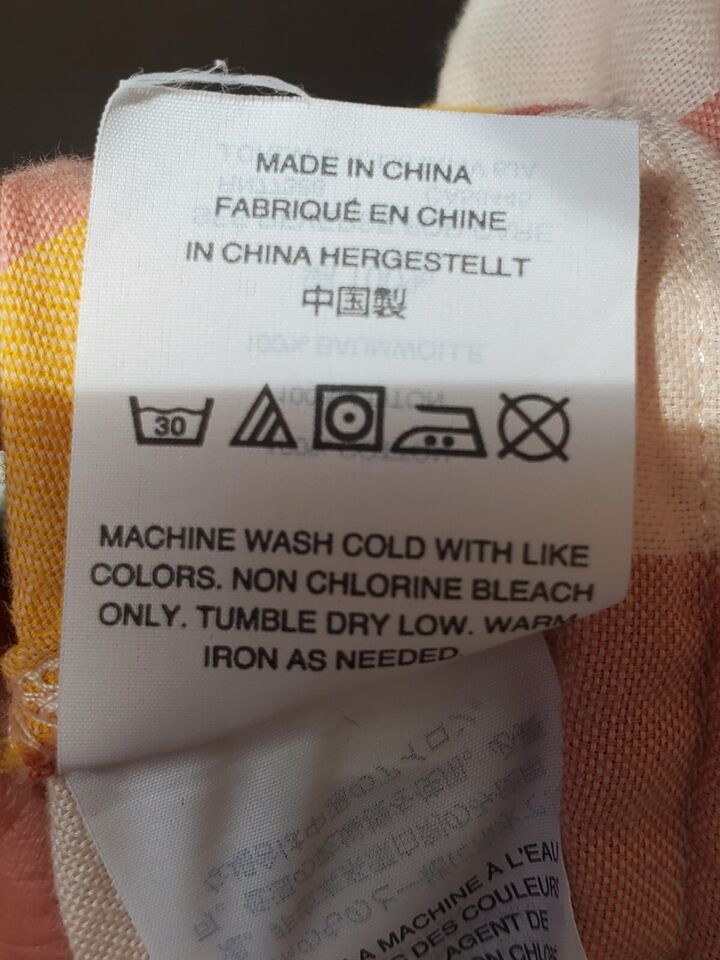 MADE IN CHINA
FABRIQUÉ EN CHINE
IN CHINA HERGESTELLT
中国製
30
MACHINE WASH COLD WITH LIKE
COLORS. NON CHLORINE BLEACH
ONLY. TUMBLE DRY LOW. WARM
IRON AS NEEDED.
MACHINE À L'EAU
DES COULEURS
AGENT DE